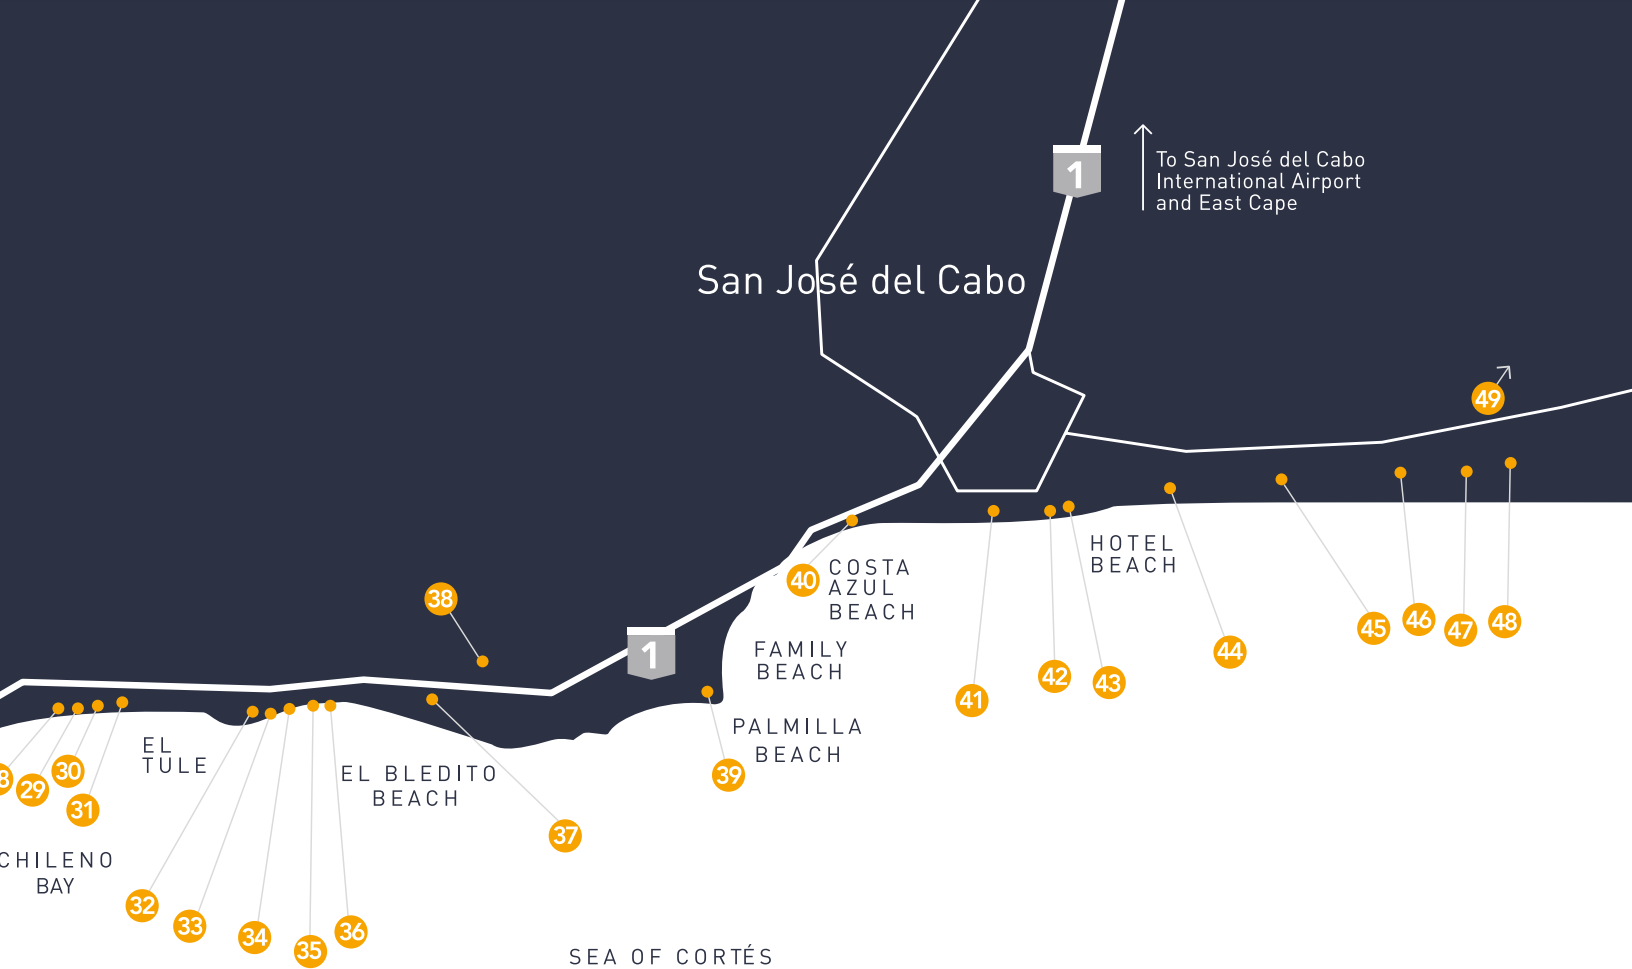 1
To San José del Cabo
International Airport
and East Cape
San José del Cabo
49
HOTEL
BEACH
COSTA
AZUL
BEACH
40
38
1
FAMILY
BEACH
45
46
47
48
44
42
43
41
PALMILLA
BEACH
39
EL
TULE
8
29
30
31
EL BLEDITO
BEACH
37
CHILENO
BAY
32
33
34
35
36
SEA OF CORTÉS